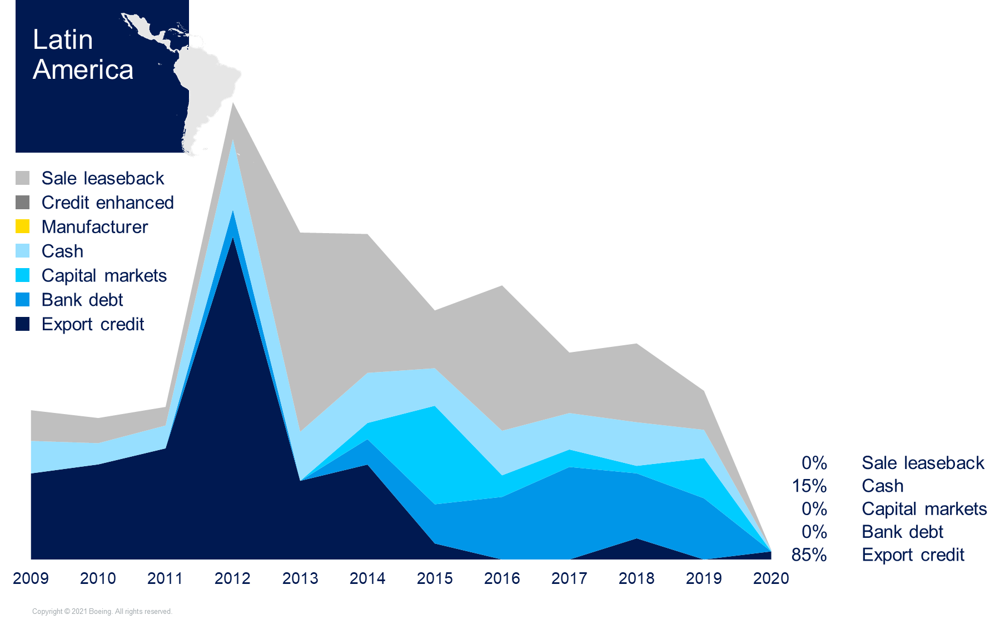 Latin
America
Sale leaseback
Credit enhanced
Manufacturer
Cash
Capital markets
Bank debt
Export credit
0% Sale leaseback
15% Cash
0% Capital markets
0% Bank debt
85% Export credit
2009 2010 2011 2012 2013 2014 2015 2016 2017 2018 2019 2020
Copyright © 2021 Boeing. All rights reserved.